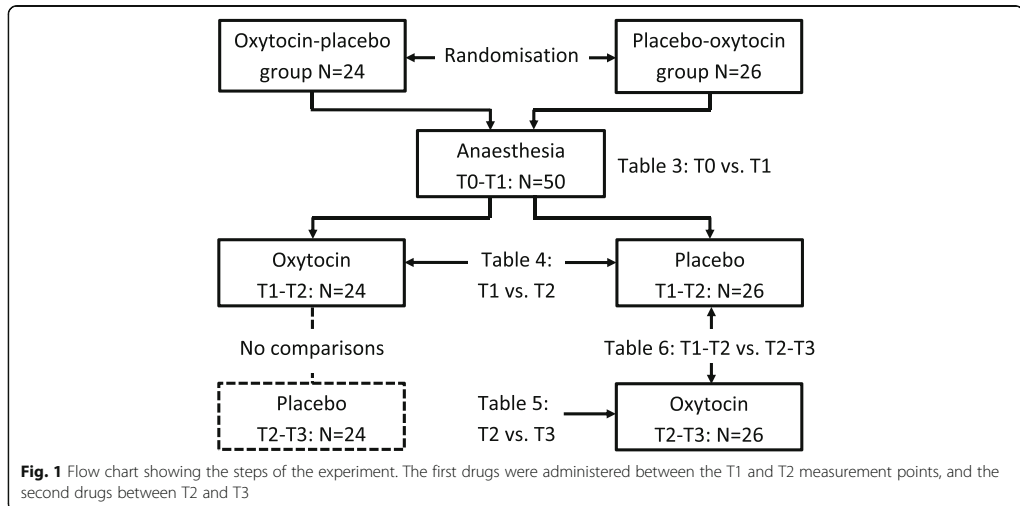 Oxytocin-placebo
group N=24
Randomisation
Placebo-oxytocin
group N=26
Anaesthesia
T0-T1: N=50
Table 3: T0 vs. T1
Oxytocin
T1-T2: N=24
Table 4:
T1 vs. T2
Placebo
T1-T2: N=26
No comparisons
Table 6: T1-T2 vs. T2-T3
Placebo
T2-T3: N=24
Table 5:
T2 vs. T3
Oxytocin
T2-T3: N=26
Fig. 1 Flow chart showing the steps of the experiment. The first drugs were administered between the T1 and T2 measurement points, and the
second drugs between T2 and T3